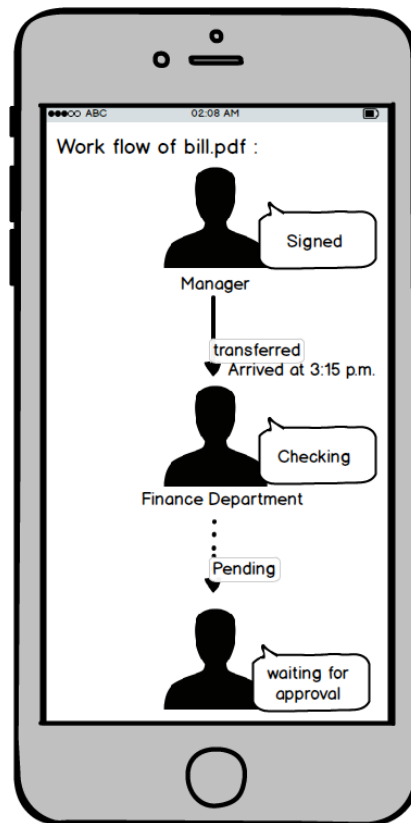 ABC 02:08 AM
Work flow of bill.pdf :
Signed
Manager
transferred
Arrived at 3:15 p.m.
Checking
Finance Department
Pending
waiting for
approval